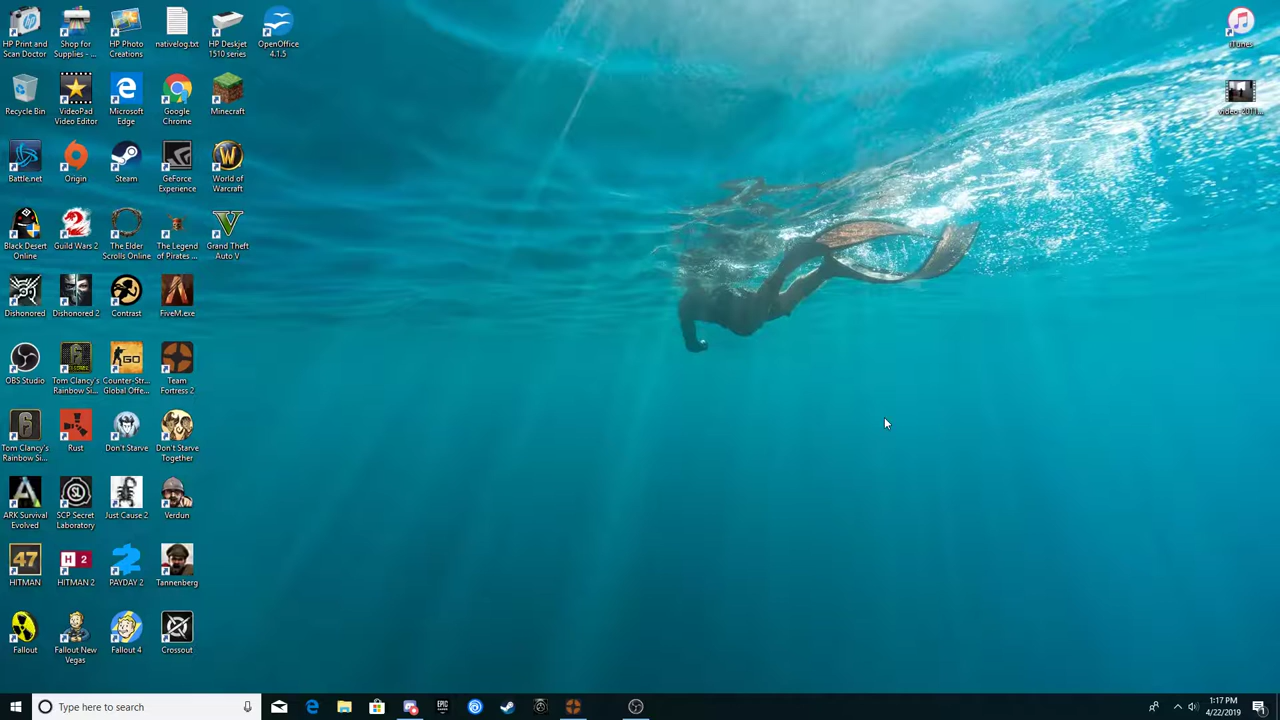 HP Print and
Scan Doctor
Shop for
Supplies - ...
HP Photo
Creations
nativelog.txt
HP Deskjet
1510 series
OpenOffice
4.1.5
iTunes
Recycle Bin
VideoPad
Video Editor
Microsoft
Edge
Google
Chrome
Minecraft
video_2011...
Battle.net
Origin
Steam
GeForce
Experience
World of
Warcraft
Black Desert
Online
Guild Wars 2
The Elder
Scrolls Online
The Legend
of Pirates ...
Grand Theft
Auto V
Dishonored
Dishonored 2
Contrast
FiveM.exe
OBS Studio
Tom Clancy's
Rainbow Si...
Counter-Str...
Global Offe...
Team
Fortress 2
Tom Clancy's
Rainbow Si...
Rust
Don't Starve
Don't Starve
Together
ARK Survival
Evolved
SCP Secret
Laboratory
Just Cause 2
Verdun
47
HITMAN
H 2
HITMAN 2
PAYDAY 2
Tannenberg
Fallout
Fallout New
Vegas
Fallout 4
Crossout
Type here to search
EPIC
1:17 PM
4/22/2019